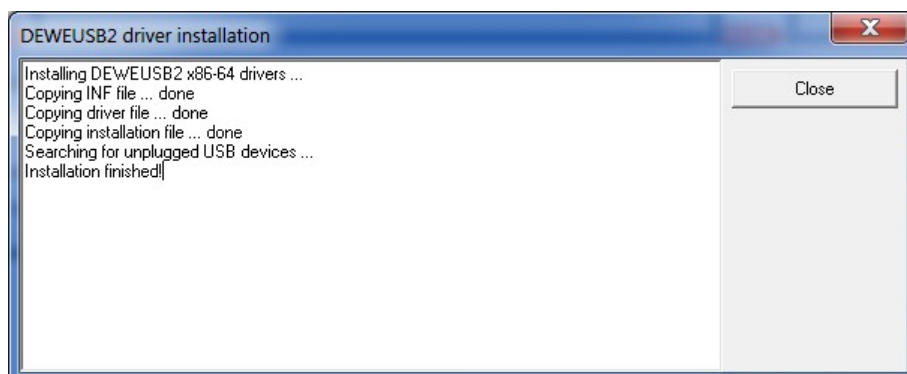 DEWEUSB2 driver installation
Installing DEWEUSB2 x86-64 drivers ...
Copying INF file ... done
Copying driver file ... done
Copying installation file ... done
Searching for unplugged USB devices ...
Installation finished!
Close